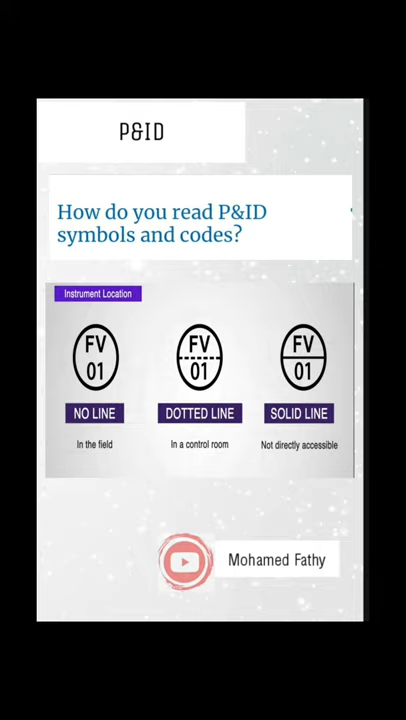 P&ID
How do you read P&ID
symbols and codes?
Instrument Location
FV
01
FV
01
FV
01
NO LINE
DOTTED LINE
SOLID LINE
In the field
In a control room
Not directly accessible
Mohamed Fathy